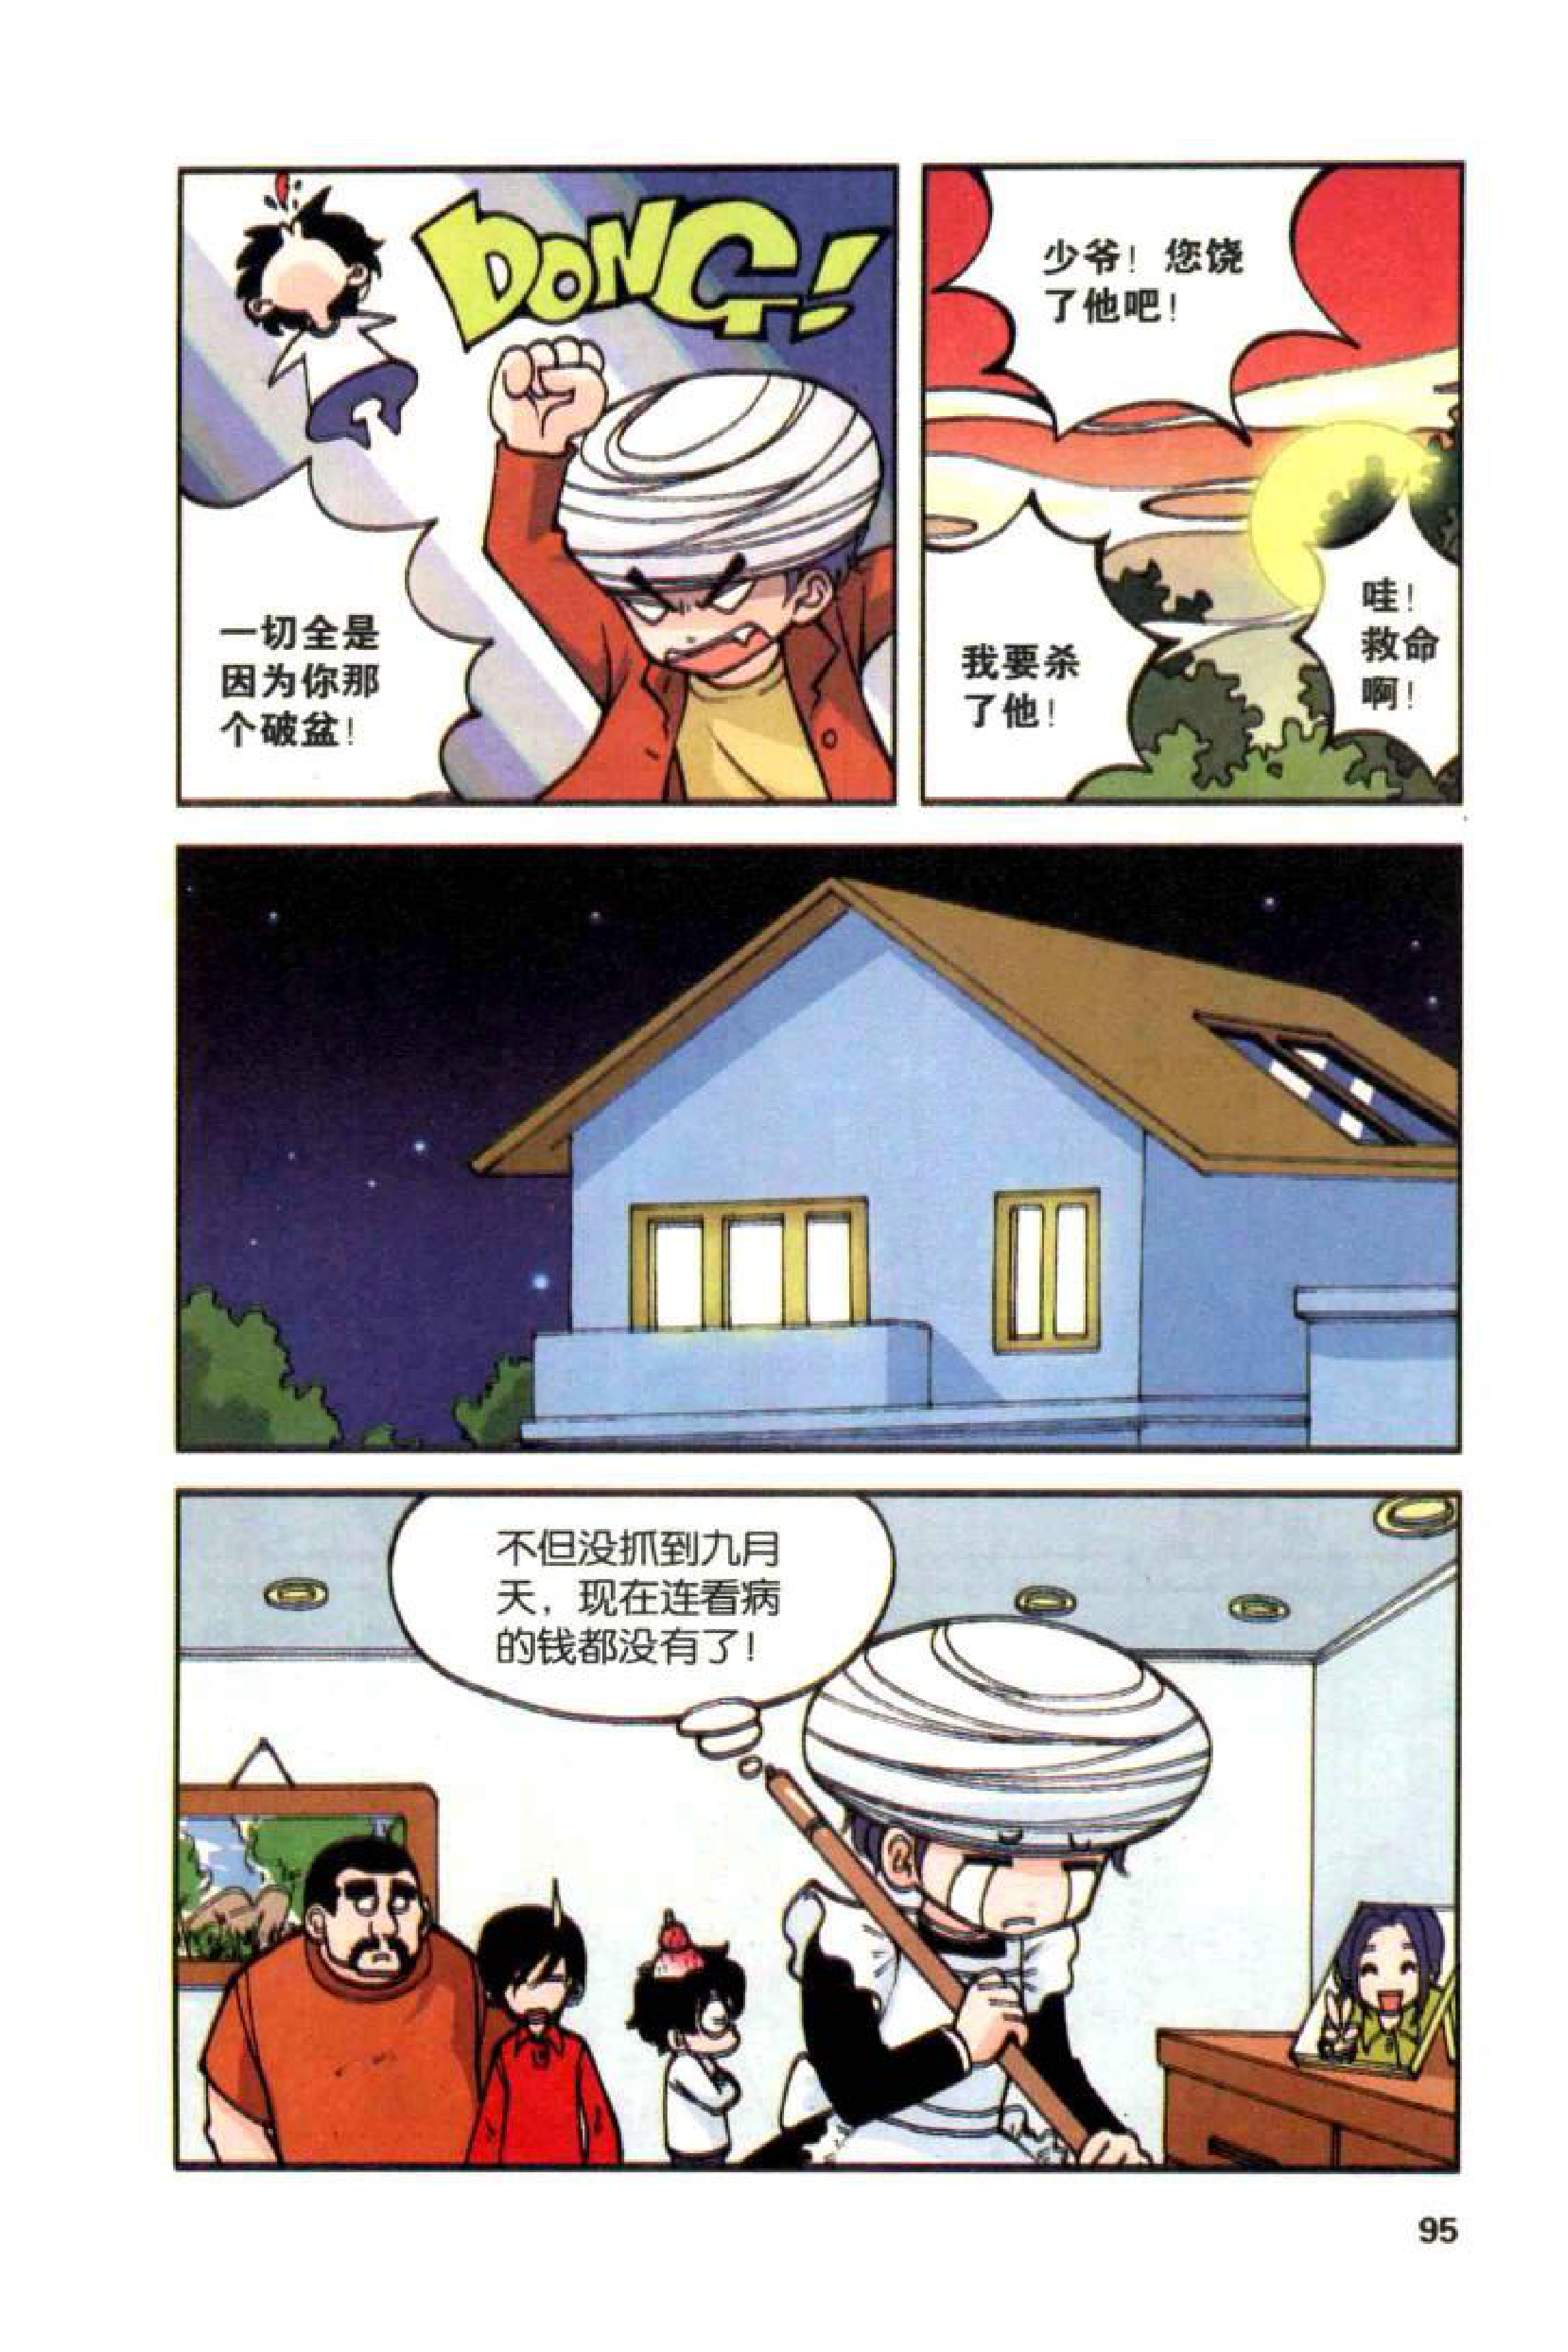 DONG!
一切全是
因为你那
个破盆！
少爷！您饶
了他吧！
我要杀
了他！
哇！
救命
啊！
不但没抓到九月
天，现在连看病
的钱都没有了！
95